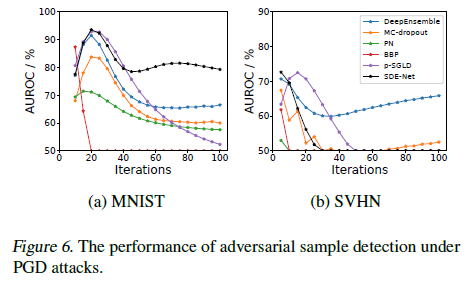 100
90
80
70
60
50
AUROC / %
0
20
40
60
80
100
Iterations
(a) MNIST
90
80
70
60
50
AUROC / %
0
20
40
60
80
100
Iterations
DeepEnsemble
MC-dropout
PN
BBP
p-SGLD
SDE-Net
(b) SVHN
Figure 6. The performance of adversarial sample detection under
PGD attacks.